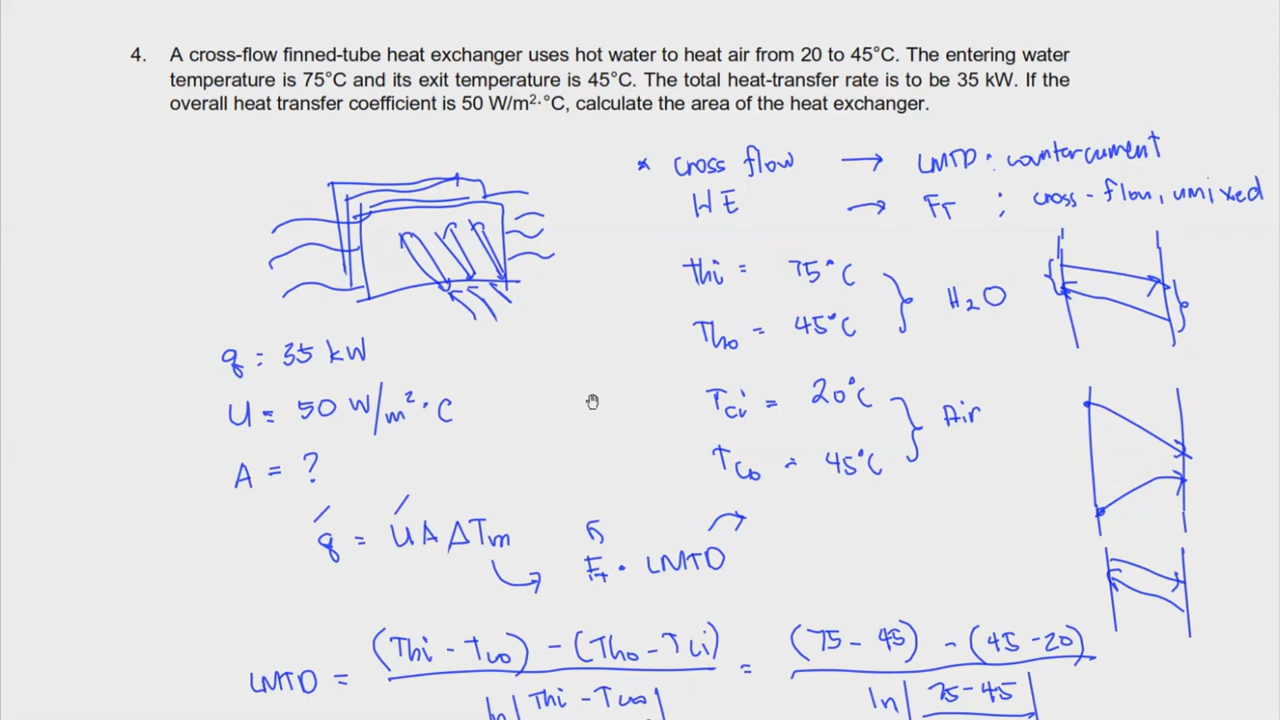 4. A cross-flow finned-tube heat exchanger uses hot water to heat air from 20 to 45°C. The entering water
temperature is 75°C and its exit temperature is 45°C. The total heat-transfer rate is to be 35 kW. If the
overall heat transfer coefficient is 50 W/m²·°C, calculate the area of the heat exchanger.
* cross flow → LMTD: countercurrent
HE → F_T ; cross-flow, unmixed
thi = 75°C
Tho = 45°C } H₂O
q = 35 kW
U = 50 W/m²·°C
A = ?
Tci = 20°C
Tco = 45°C } Air
q = U A ΔTm
F_T · LMTD
LMTD = (Thi - Tco) - (Tho - Tci) = (75 - 45) - (45 - 20)
ln| Thi - Tco | ln| 75 - 45 |